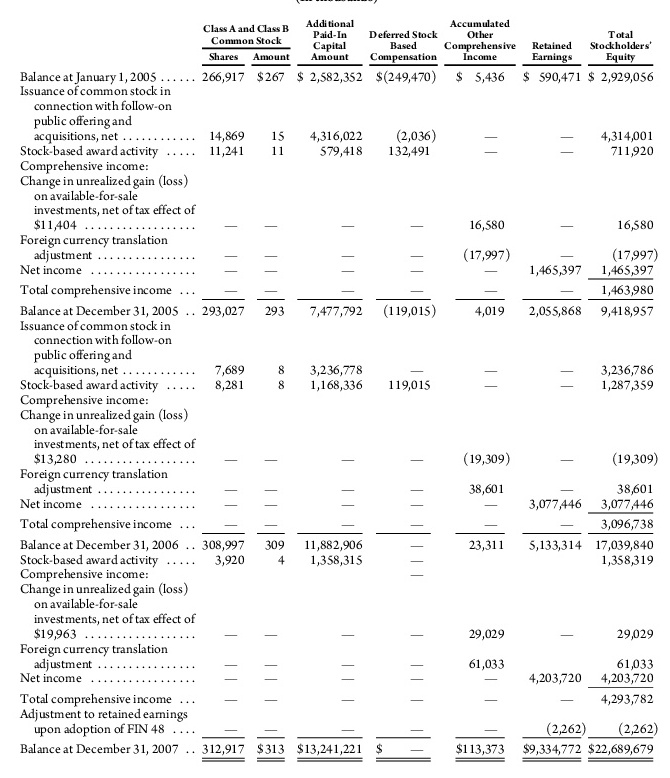 (in thousands)
Class A and Class B Common Stock Additional Paid-In Capital Deferred Stock Based Accumulated Other Comprehensive Retained Total Stockholders'
Shares Amount Amount Compensation Income Earnings Equity
Balance at January 1, 2005 ...... 266,917 $267 $ 2,582,352 $(249,470) $ 5,436 $ 590,471 $ 2,929,056
Issuance of common stock in
connection with follow-on
public offering and
acquisitions, net ............ 14,869 15 4,316,022 (2,036) — — 4,314,001
Stock-based award activity ..... 11,241 11 579,418 132,491 — — 711,920
Comprehensive income:
Change in unrealized gain (loss)
on available-for-sale
investments, net of tax effect of
$11,404 .................. — — — — 16,580 — 16,580
Foreign currency translation
adjustment ................ — — — — (17,997) — (17,997)
Net income ................. — — — — — 1,465,397 1,465,397
Total comprehensive income ... — — — — — — 1,463,980
Balance at December 31, 2005 .. 293,027 293 7,477,792 (119,015) 4,019 2,055,868 9,418,957
Issuance of common stock in
connection with follow-on
public offering and
acquisitions, net ............ 7,689 8 3,236,778 — — — 3,236,786
Stock-based award activity ..... 8,281 8 1,168,336 119,015 — — 1,287,359
Comprehensive income:
Change in unrealized gain (loss)
on available-for-sale
investments, net of tax effect of
$13,280 .................. — — — — (19,309) — (19,309)
Foreign currency translation
adjustment ................ — — — — 38,601 — 38,601
Net income ................. — — — — — 3,077,446 3,077,446
Total comprehensive income ... — — — — — — 3,096,738
Balance at December 31, 2006 .. 308,997 309 11,882,906 — 23,311 5,133,314 17,039,840
Stock-based award activity ..... 3,920 4 1,358,315 — 1,358,319
Comprehensive income: —
Change in unrealized gain (loss)
on available-for-sale
investments, net of tax effect of
$19,963 .................. — — — — 29,029 — 29,029
Foreign currency translation
adjustment ................ — — — — 61,033 61,033
Net income ................. — — — — — 4,203,720 4,203,720
Total comprehensive income ... — — — — — — 4,293,782
Adjustment to retained earnings
upon adoption of FIN 48 .... — — — — — (2,262) (2,262)
Balance at December 31, 2007 .. 312,917 $313 $13,241,221 $ — $113,373 $9,334,772 $22,689,679